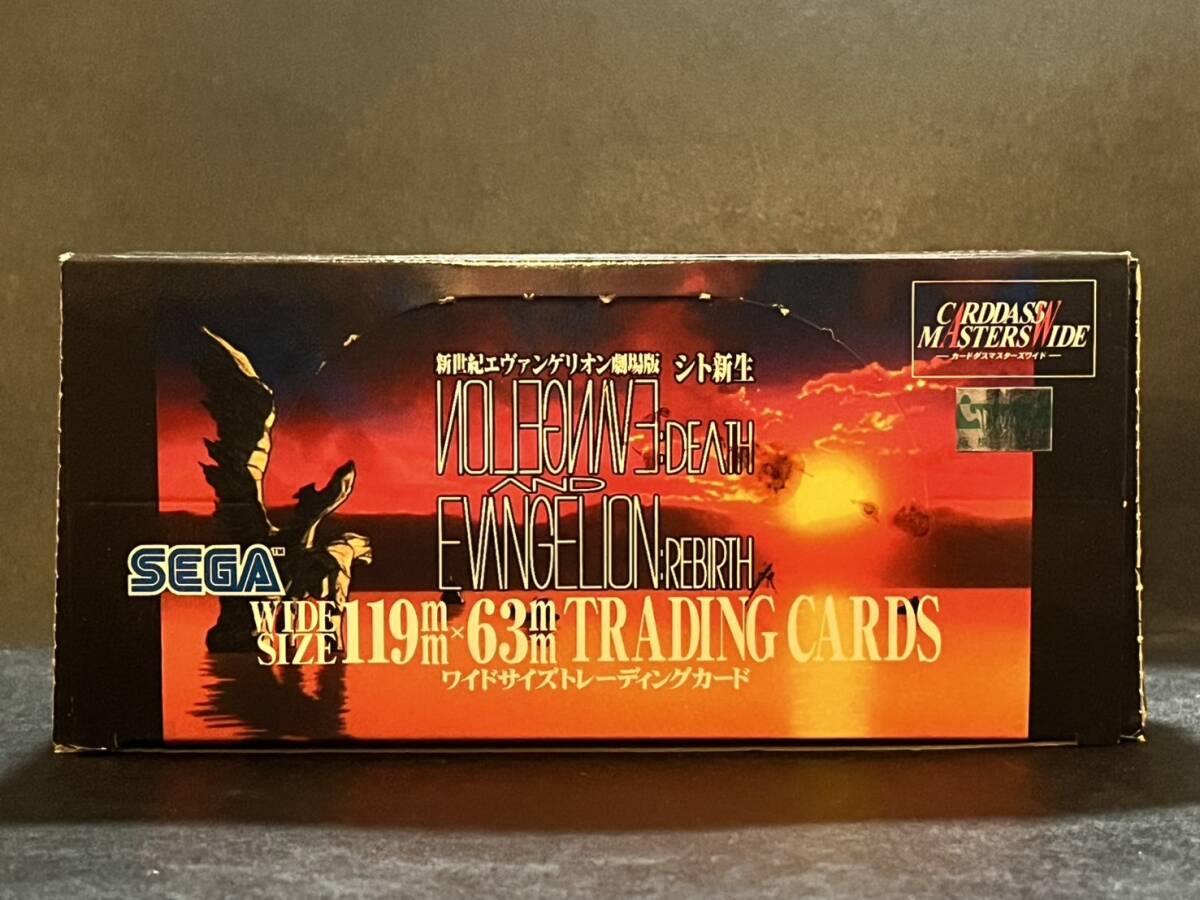 CARDDASS
MASTERS WIDE
カードダスマスターズワイド
新世紀エヴァンゲリオン劇場版 シト新生
EVANGELION:DEATH
AND
EVANGELION:REBIRTH
SEGA™
WIDE SIZE 119mm×63mm TRADING CARDS
ワイドサイズトレーディングカード